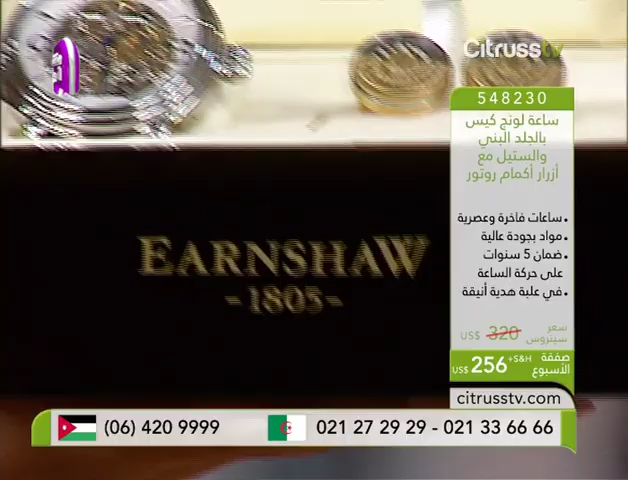 Citrusstv
548230
ساعة لونج كيس
بالجلد البني
والستيل مع
أزرار أكمام روتور
•ساعات فاخرة وعصرية
•مواد بجودة عالية
•ضمان 5 سنوات
على حركة الساعة
•في علبة هدية أنيقة
EARNSHAW
-1805-
سعر
سيتروس
320 US$
صفقة
الأسبوع
+S&H
256 US$
citrusstv.com
(06) 420 9999
021 27 29 29 - 021 33 66 66